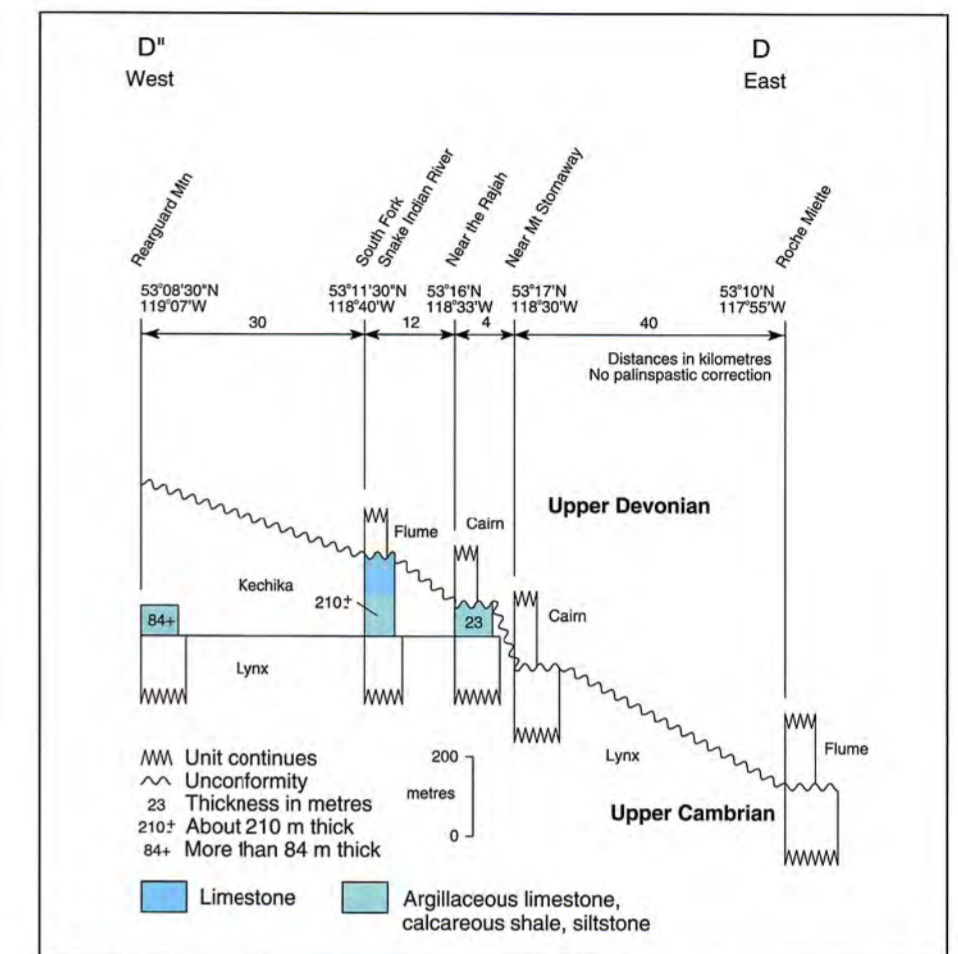 D" D
West East
Rearguard Mtn
South Fork
Snake Indian River
Near the Rajah
Near Mt Stornaway
Roche Miette
53°08'30"N 53°11'30"N 53°16'N 53°17'N 53°10'N
119°07'W 118°40'W 118°33'W 118°30'W 117°55'W
30 12 4 40
Distances in kilometres
No palinspastic correction
Upper Devonian
Flume Cairn
Kechika
210±
84+ 23 Cairn
Lynx
Lynx Flume
Upper Cambrian
Unit continues
Unconformity
23 Thickness in metres
210± About 210 m thick
84+ More than 84 m thick
200
metres
0
Limestone
Argillaceous limestone,
calcareous shale, siltstone